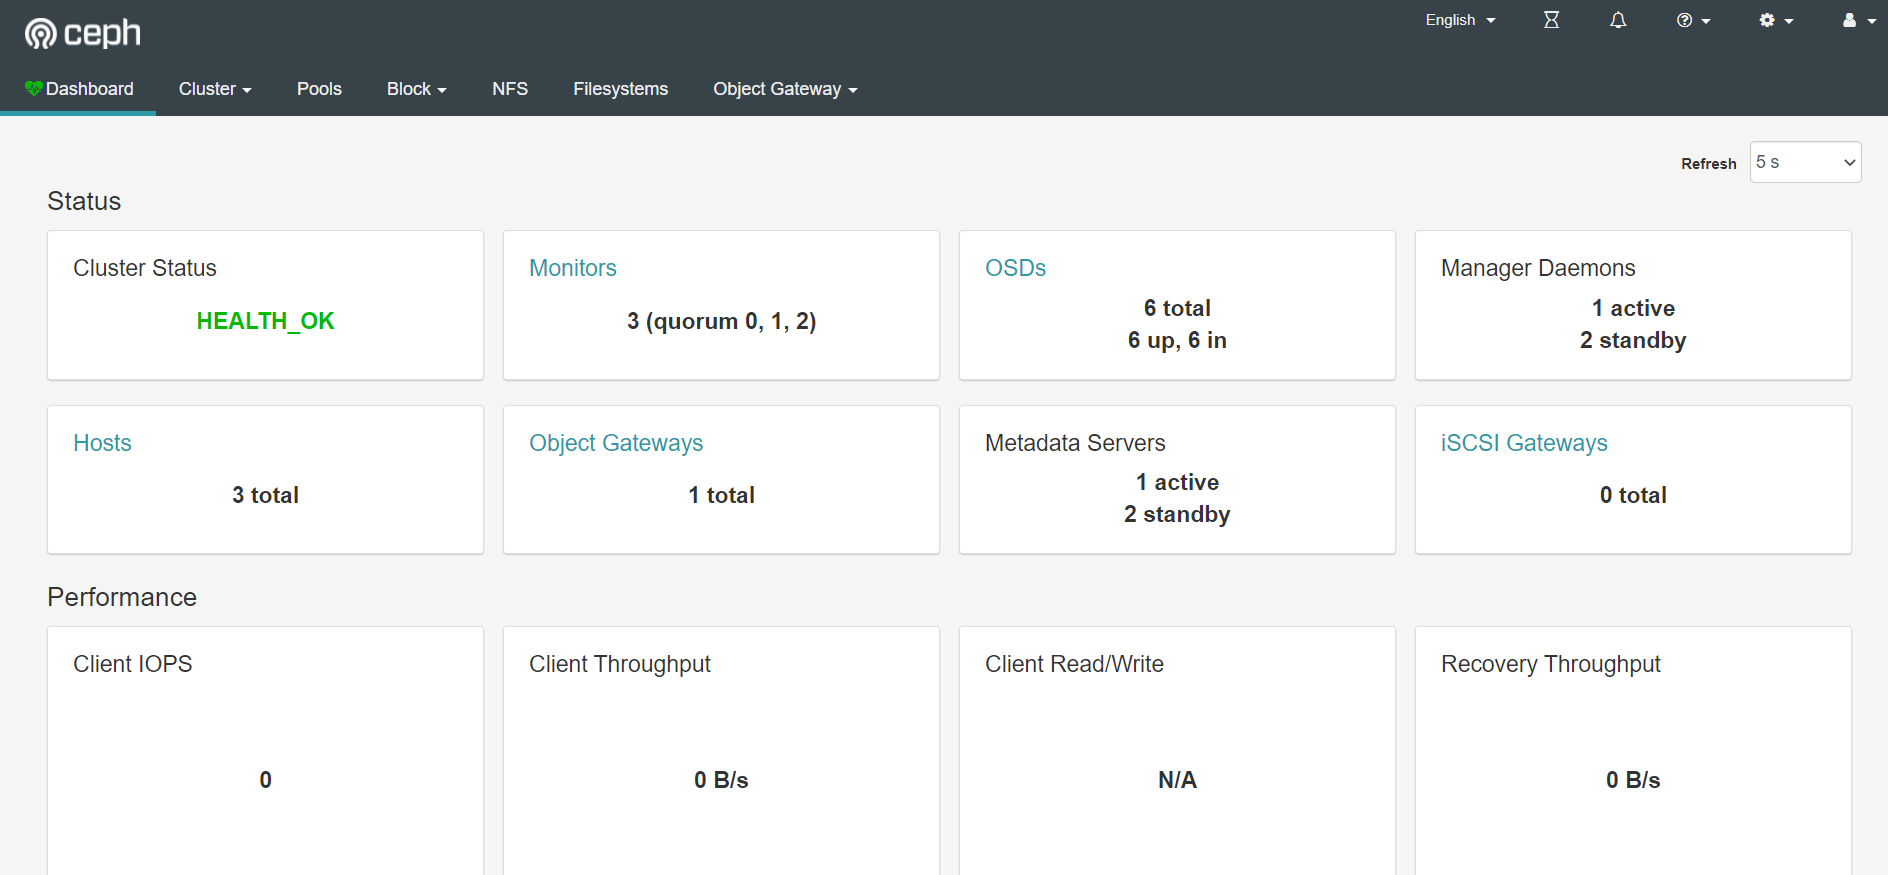 ceph
English
Dashboard
Cluster
Pools
Block
NFS
Filesystems
Object Gateway
Refresh
5 s
Status
Cluster Status
HEALTH_OK
Monitors
3 (quorum 0, 1, 2)
OSDs
6 total
6 up, 6 in
Manager Daemons
1 active
2 standby
Hosts
3 total
Object Gateways
1 total
Metadata Servers
1 active
2 standby
iSCSI Gateways
0 total
Performance
Client IOPS
0
Client Throughput
0 B/s
Client Read/Write
N/A
Recovery Throughput
0 B/s